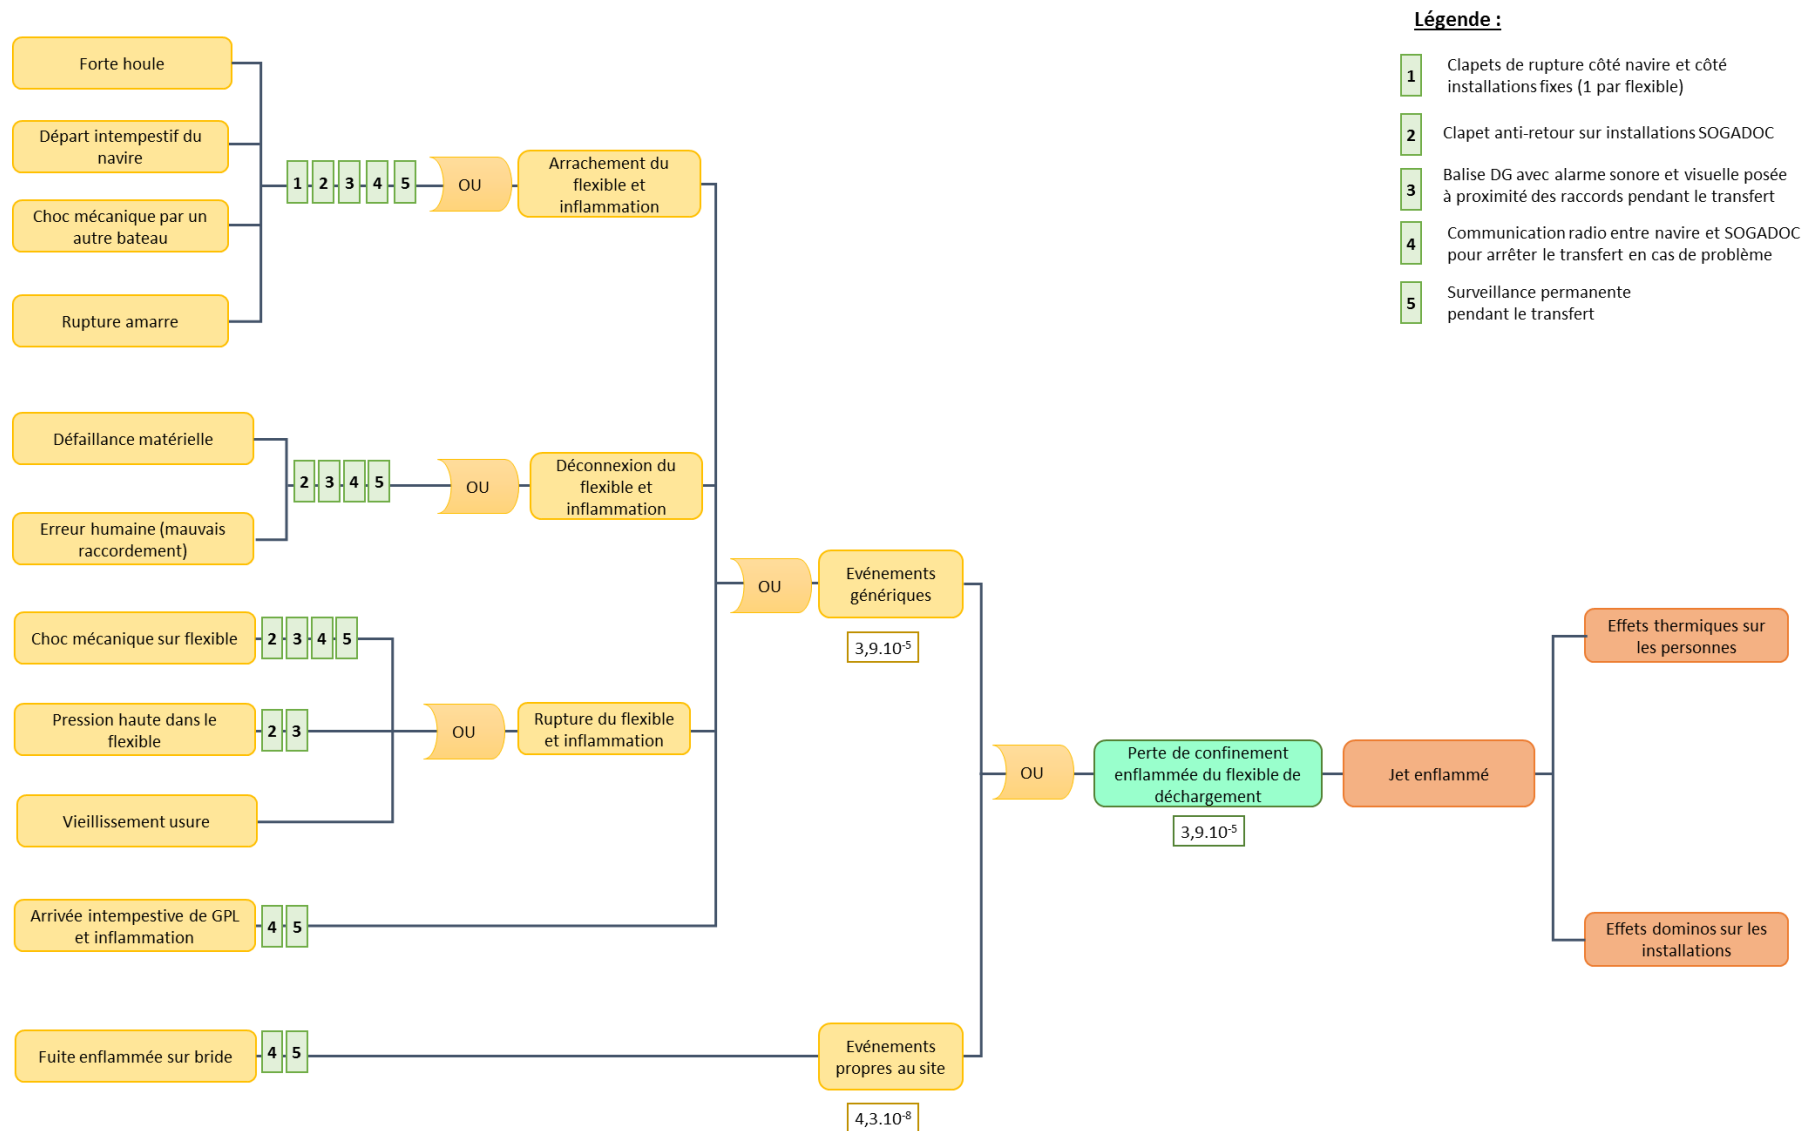 Légende :
1
Clapets de rupture côté navire et côté
installations fixes (1 par flexible)
2
Clapet anti-retour sur installations SOGADOC
3
Balise DG avec alarme sonore et visuelle posée
à proximité des raccords pendant le transfert
4
Communication radio entre navire et SOGADOC
pour arrêter le transfert en cas de problème
5
Surveillance permanente
pendant le transfert
Forte houle
Départ intempestif du
navire
Choc mécanique par un
autre bateau
Rupture amarre
1 2 3 4 5
OU
Arrachement du
flexible et
inflammation
Défaillance matérielle
Erreur humaine (mauvais
raccordement)
2 3 4 5
OU
Déconnexion du
flexible et
inflammation
Choc mécanique sur flexible
2 3 4 5
Pression haute dans le
flexible
2 3
Vieillissement usure
OU
Rupture du flexible
et inflammation
Arrivée intempestive de GPL
et inflammation
4 5
OU
Evénements
génériques
3,9.10⁻⁵
Fuite enflammée sur bride
4 5
Evénements
propres au site
4,3.10⁻⁸
OU
Perte de confinement
enflammée du flexible de
déchargement
3,9.10⁻⁵
Jet enflammé
Effets thermiques sur
les personnes
Effets dominos sur les
installations